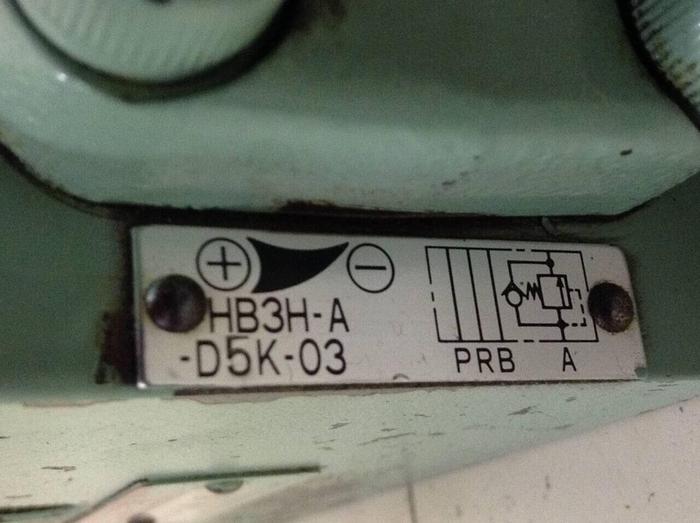 + −
HB3H-A
-D5K-03
PRB A